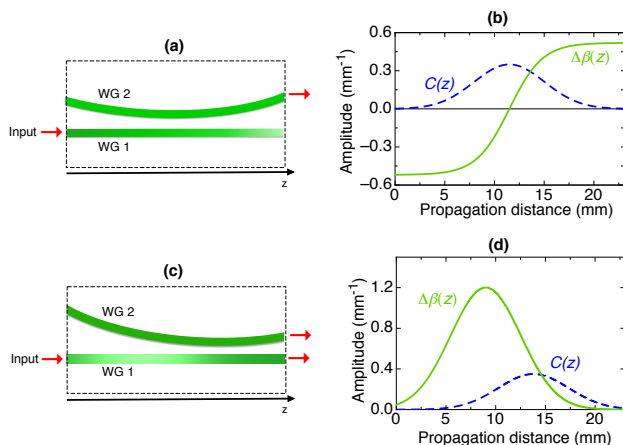 (a)
WG 2
Input
WG 1
z
(b)
Amplitude (mm⁻¹)
0.6
0.3
0.0
−0.3
−0.6
C(z)
Δβ(z)
0 5 10 15 20
Propagation distance (mm)
(c)
WG 2
Input
WG 1
z
(d)
Amplitude (mm⁻¹)
1.2
0.8
0.4
0.0
Δβ(z)
C(z)
0 5 10 15 20
Propagation distance (mm)